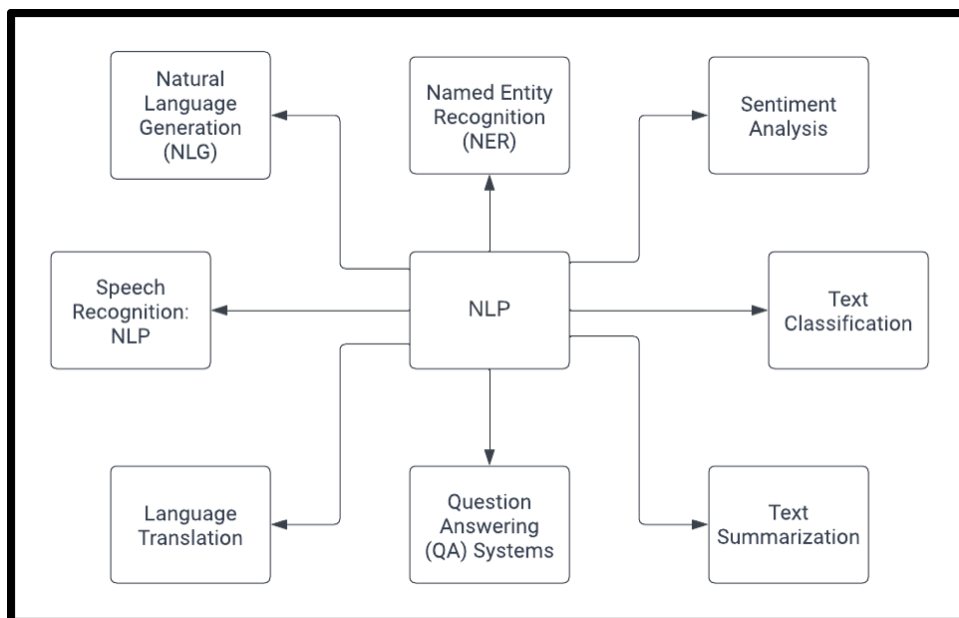 Natural
Language
Generation
(NLG)
Named Entity
Recognition
(NER)
Sentiment
Analysis
Speech
Recognition:
NLP
NLP
Text
Classification
Language
Translation
Question
Answering
(QA) Systems
Text
Summarization